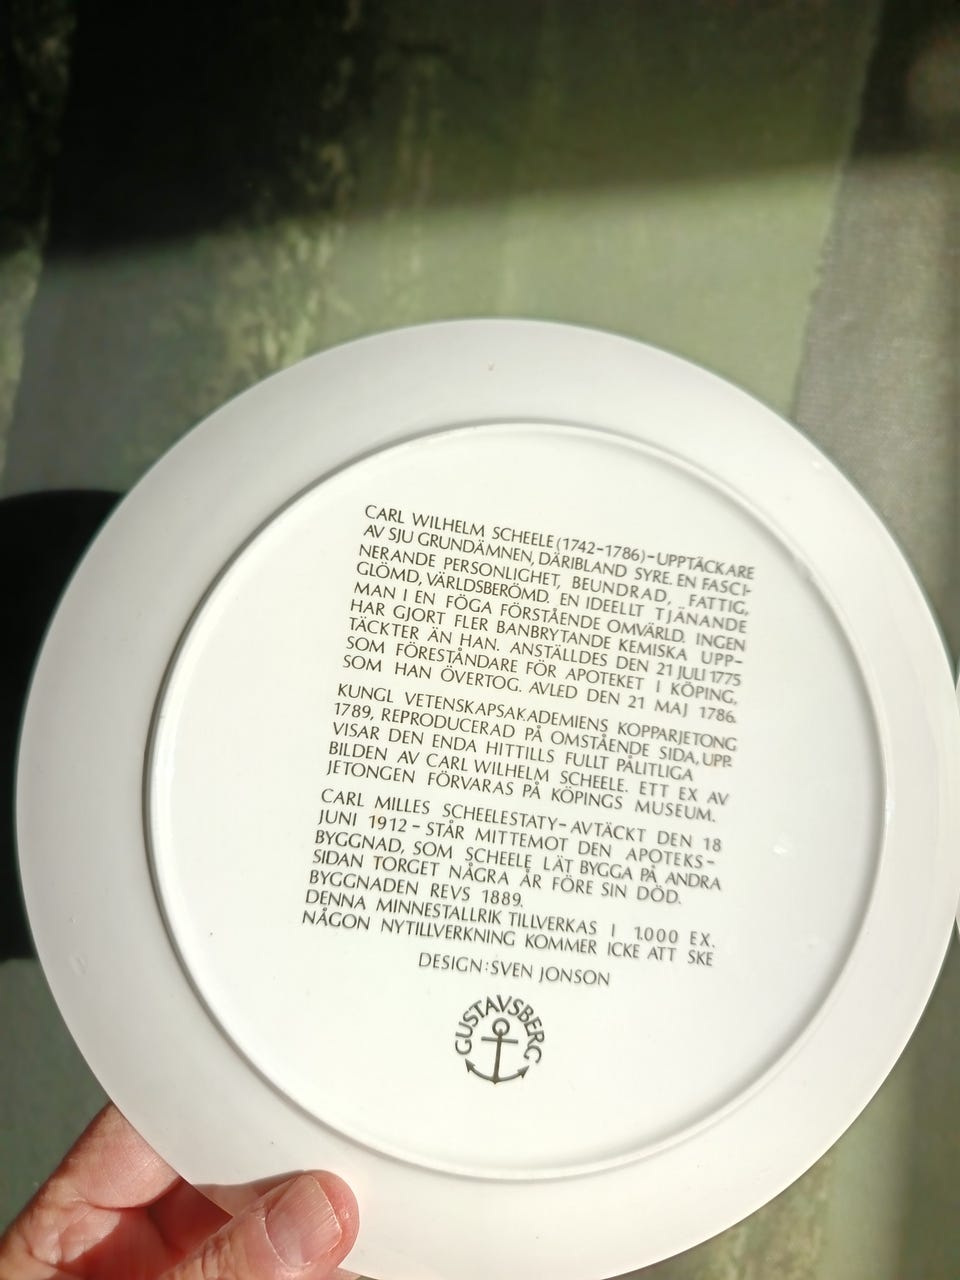 CARL WILHELM SCHEELE (1742-1786)-UPPTÄCKARE
AV SJU GRUNDÄMNEN, DÄRIBLAND SYRE. EN FASCI-
NERANDE PERSONLIGHET, BEUNDRAD, FATTIG,
GLÖMD, VÄRLDSBERÖMD. EN IDEELLT TJÄNANDE
MAN I EN FÖGA FÖRSTÅENDE OMVÄRLD. INGEN
HAR GJORT FLER BANBRYTANDE KEMISKA UPP-
TÄCKTER ÄN HAN. ANSTÄLLDES DEN 21 JULI 1775
SOM FÖRESTÅNDARE FÖR APOTEKET I KÖPING,
SOM HAN ÖVERTOG. AVLED DEN 21 MAJ 1786.
KUNGL VETENSKAPSAKADEMIENS KOPPARJETONG
1789, REPRODUCERAD PÅ OMSTÅENDE SIDA, UPP-
VISAR DEN ENDA HITTILLS FULLT PÅLITLIGA
BILDEN AV CARL WILHELM SCHEELE. ETT EX AV
JETONGEN FÖRVARAS PÅ KÖPINGS MUSEUM.
CARL MILLES SCHEELESTATY-AVTÄCKT DEN 18
JUNI 1912 - STÅR MITTEMOT DEN APOTEKS-
BYGGNAD, SOM SCHEELE LÄT BYGGA PÅ ANDRA
SIDAN TORGET NÅGRA ÅR FÖRE SIN DÖD.
BYGGNADEN REVS 1889.
DENNA MINNESTALLRIK TILLVERKAS I 1.000 EX.
NÅGON NYTILLVERKNING KOMMER ICKE ATT SKE
DESIGN: SVEN JONSON
GUSTAVSBERG